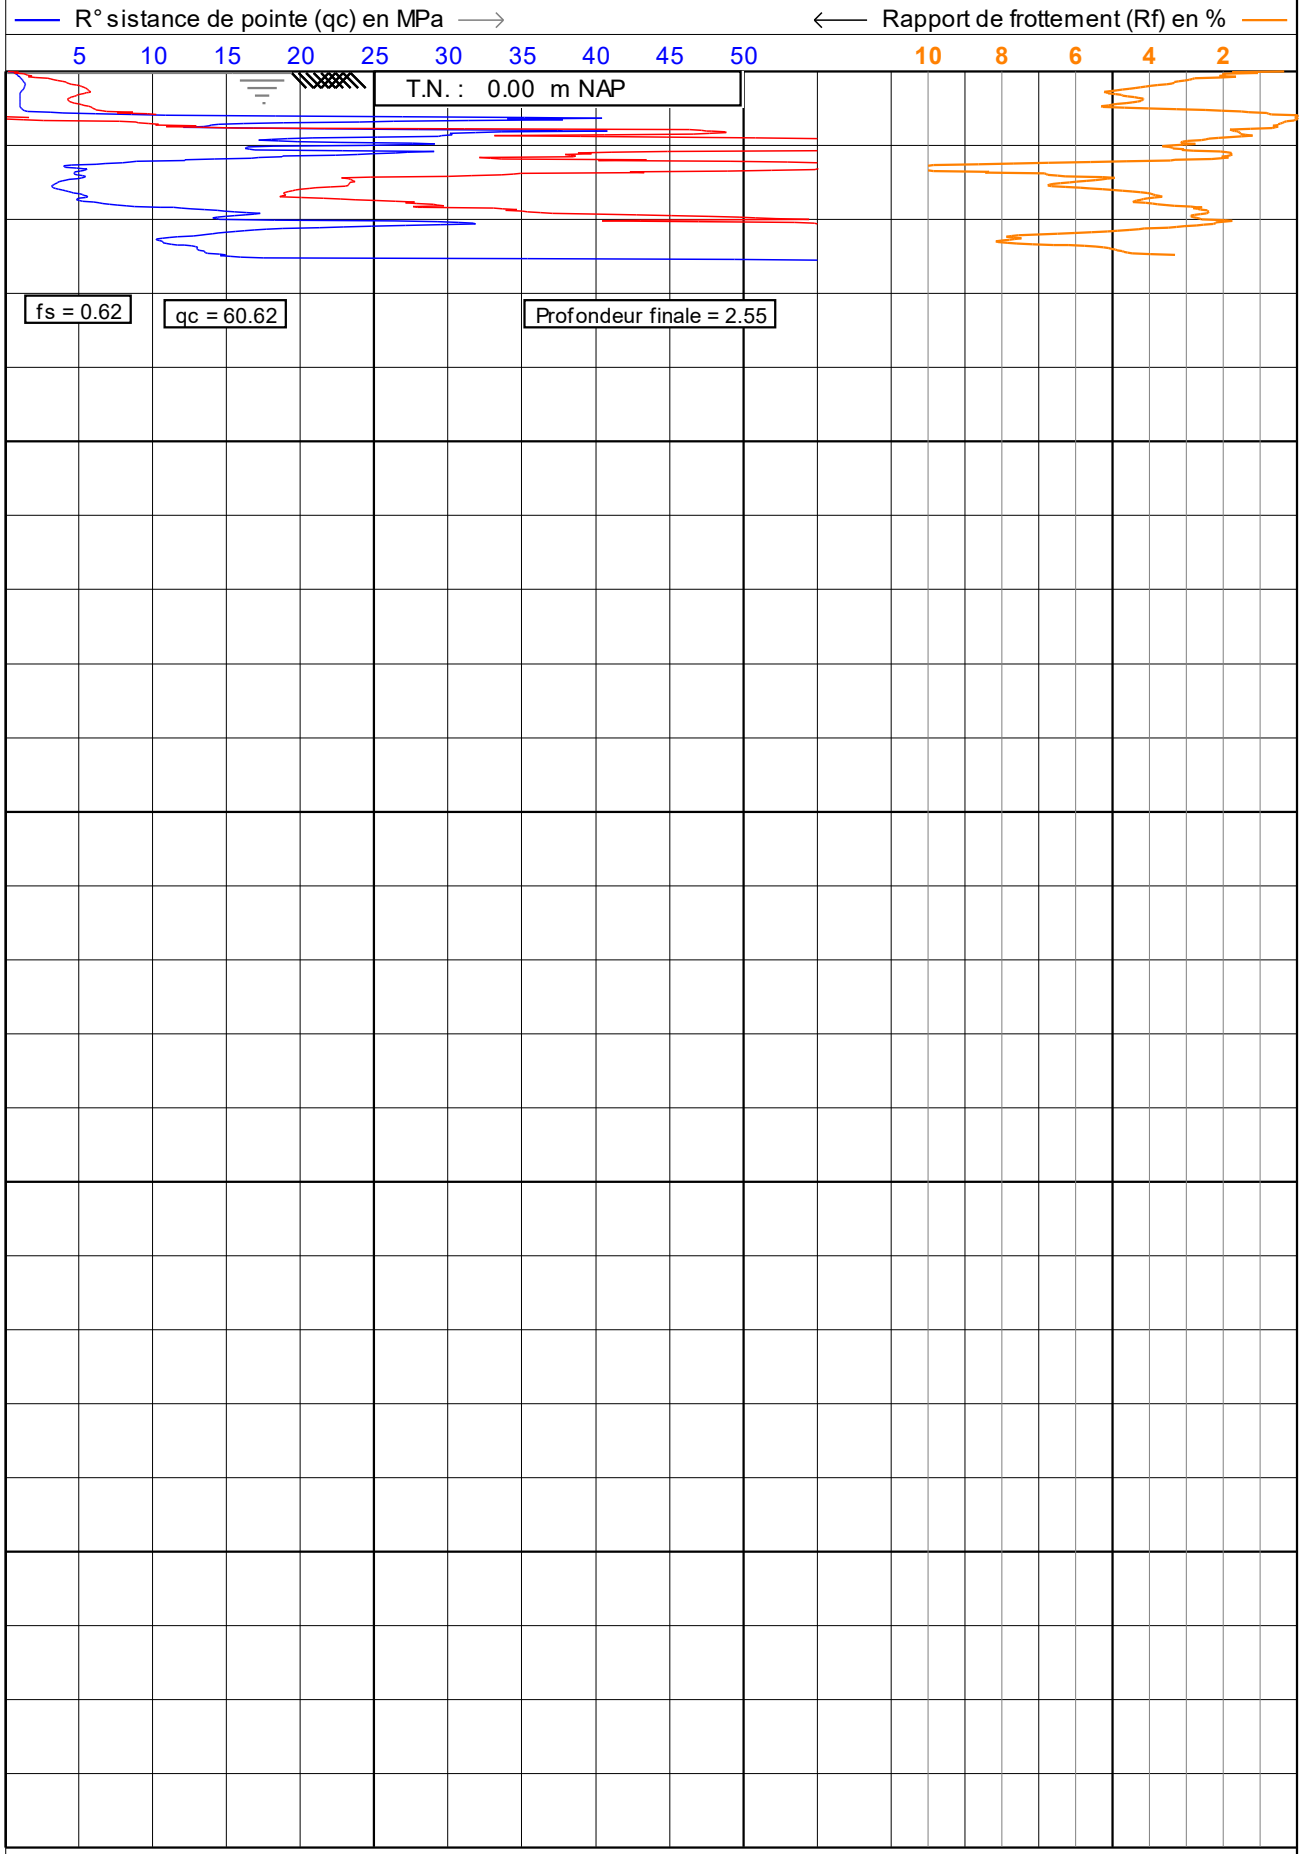 R° sistance de pointe (qc) en MPa Rapport de frottement (Rf) en %
5 10 15 20 25 30 35 40 45 50 10 8 6 4 2
T.N. : 0.00 m NAP
fs = 0.62 qc = 60.62 Profondeur finale = 2.55